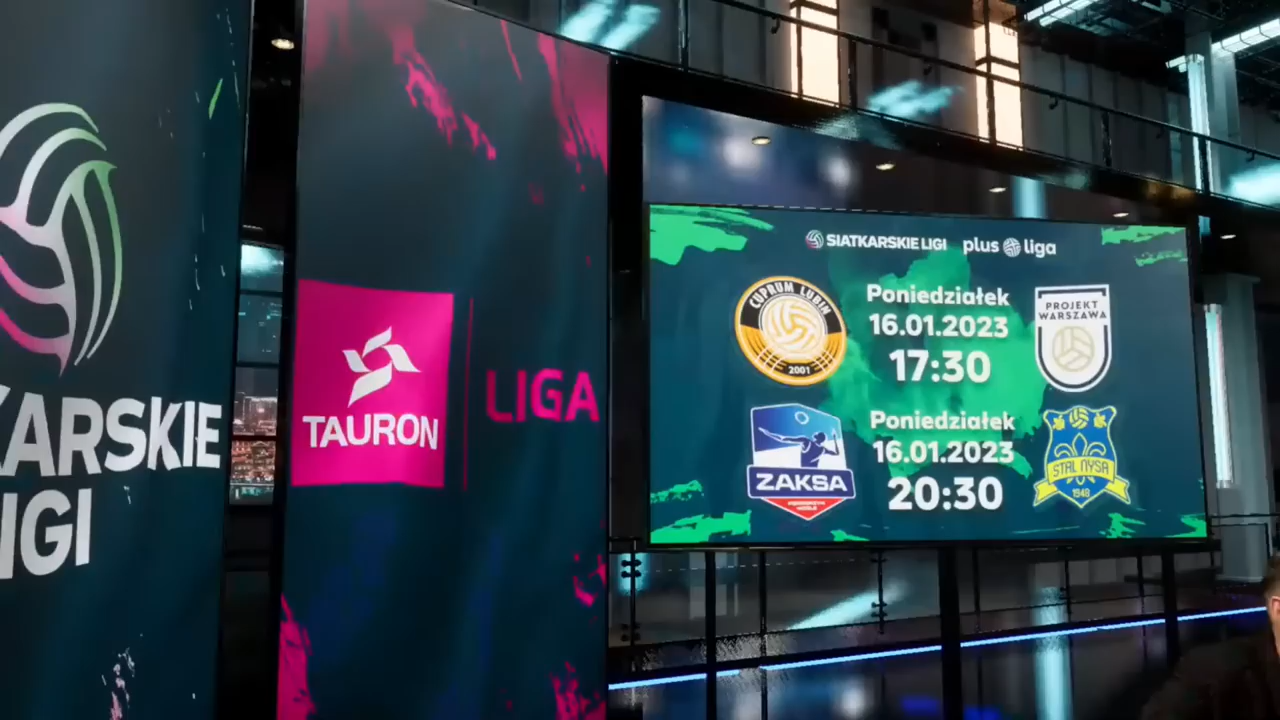 KARSKIE
IGI
TAURON
LIGA
SIATKARSKIE LIGI plus liga
CUPRUM LUBIN
2001
Poniedziałek
16.01.2023
17:30
PROJEKT
WARSZAWA
ZAKSA
Poniedziałek
16.01.2023
20:30
STAL NYSA
1948